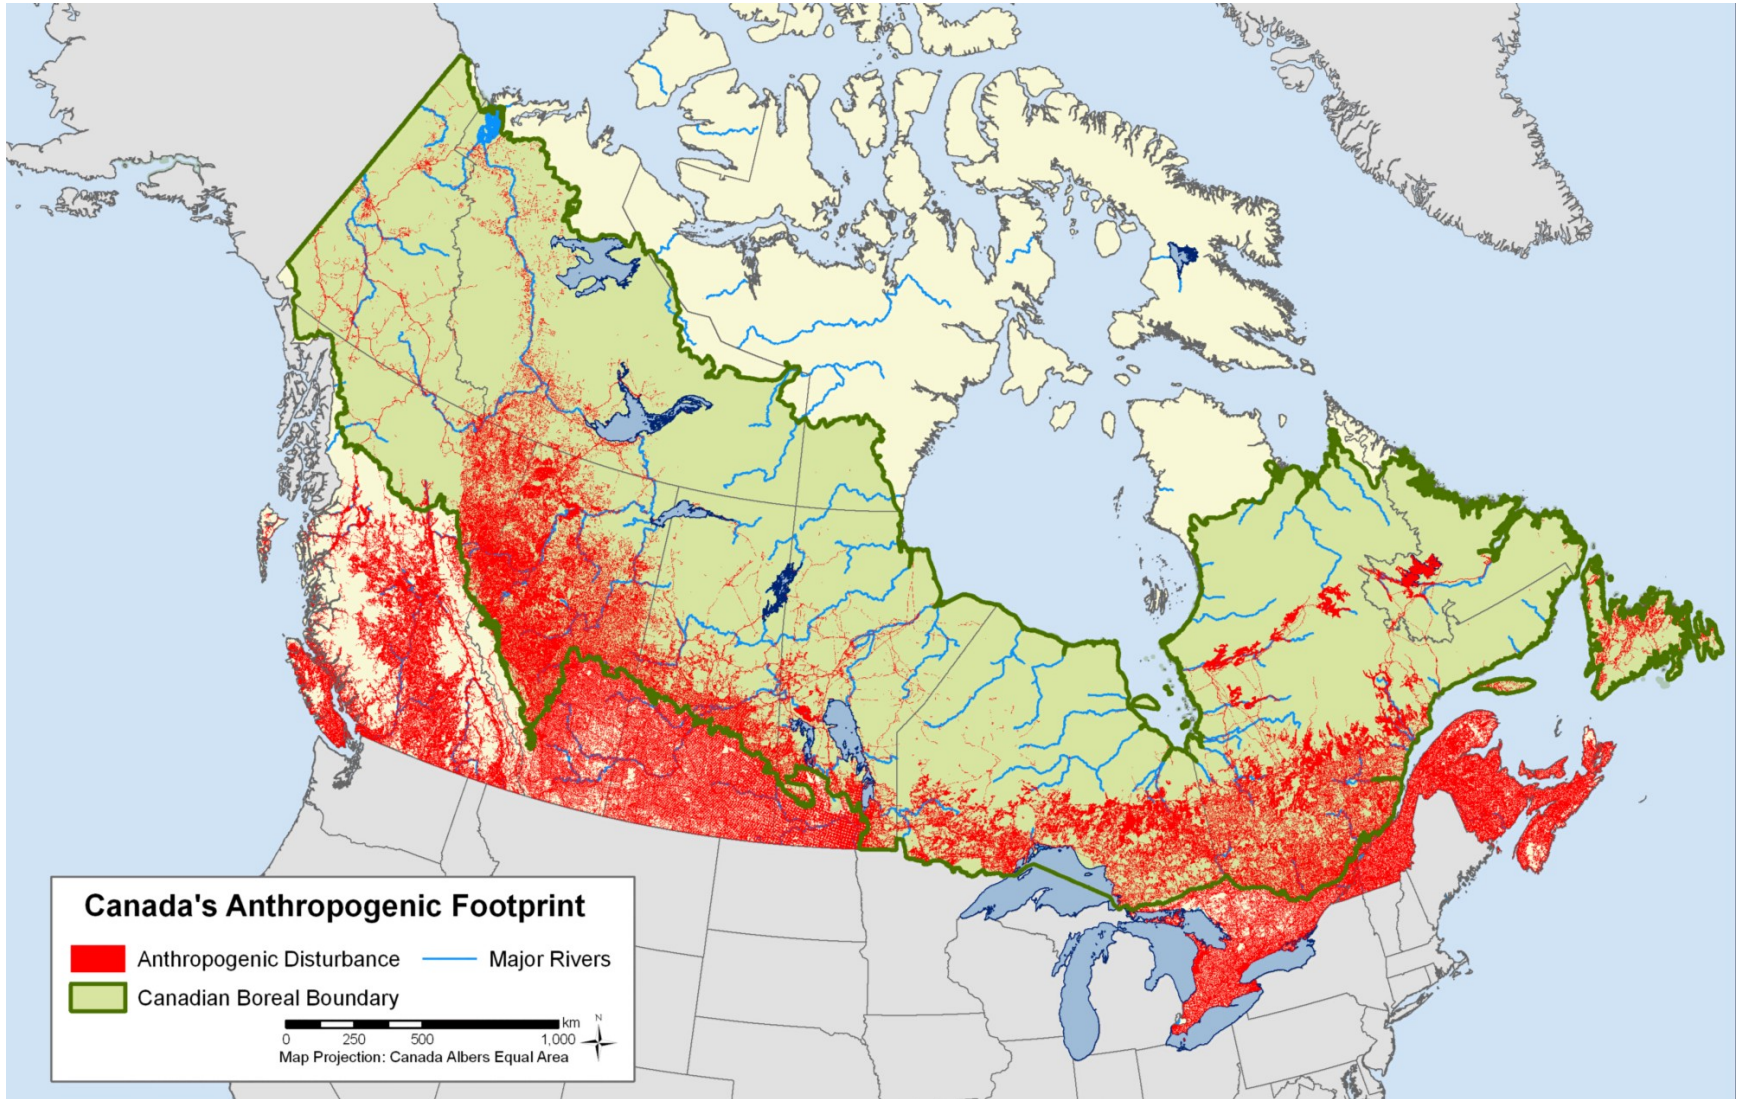 Canada's Anthropogenic Footprint
Anthropogenic Disturbance
Major Rivers
Canadian Boreal Boundary
km
N
0 250 500 1,000
Map Projection: Canada Albers Equal Area